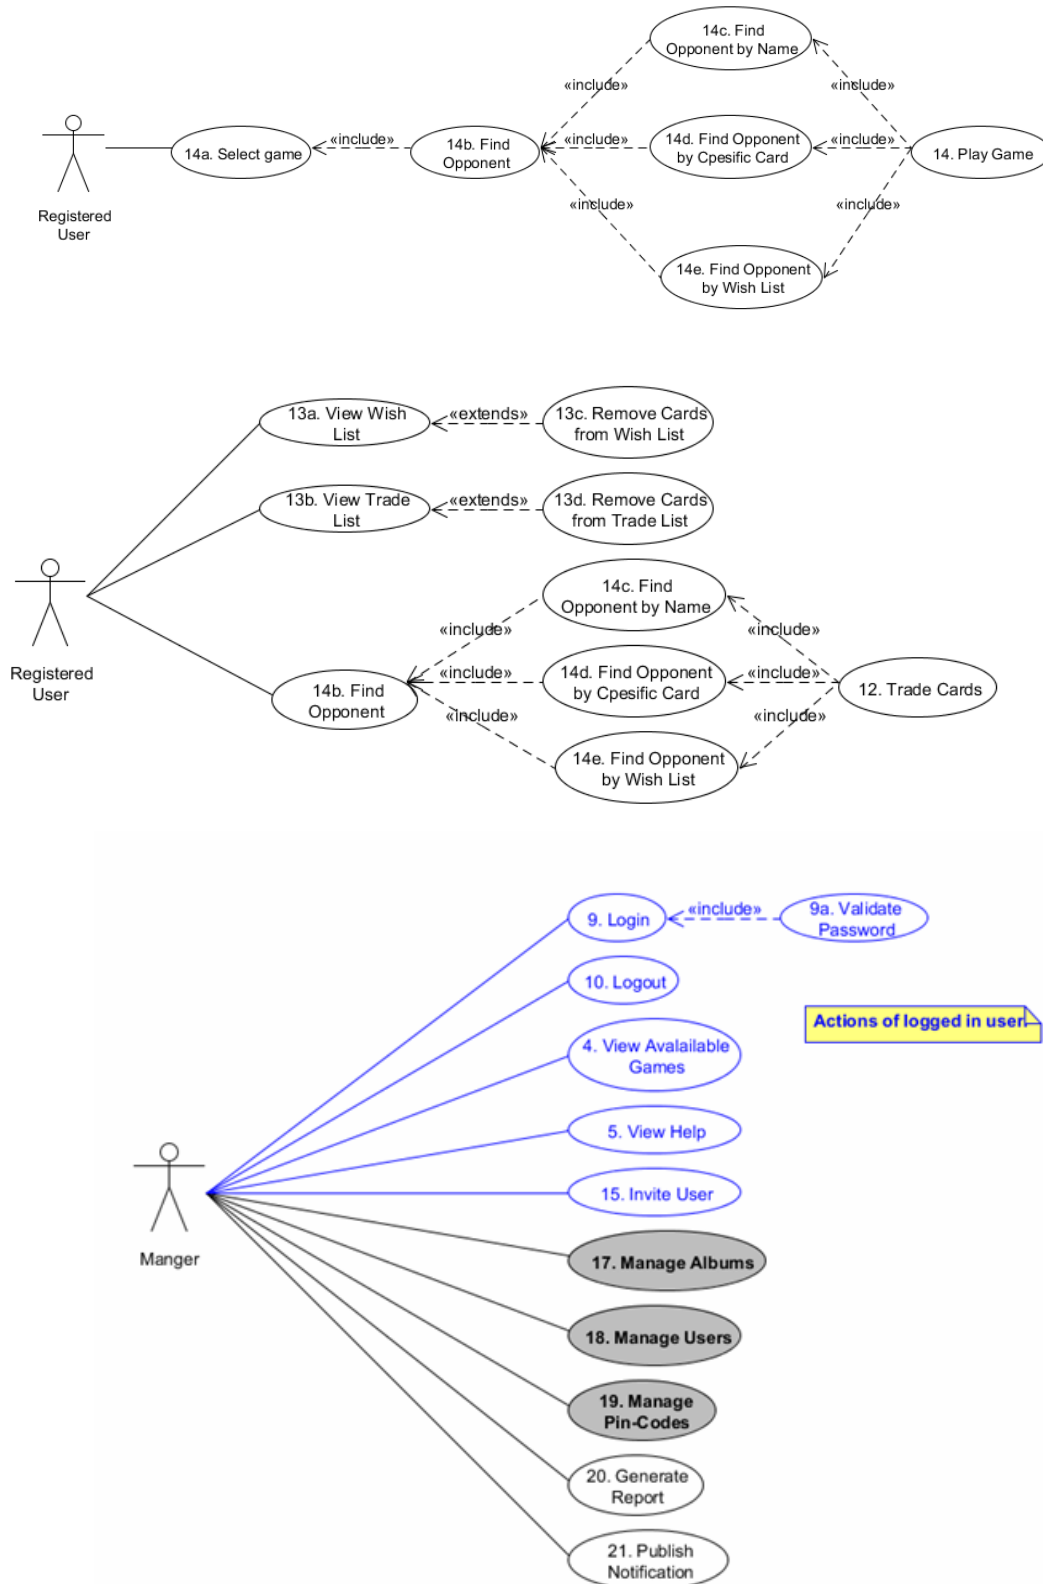 14c. Find
Opponent by Name
«include»
«include»
Registered
User
14a. Select game
«include»
14b. Find
Opponent
«include»
14d. Find Opponent
by Cpesific Card
«include»
14. Play Game
«include»
«include»
14e. Find Opponent
by Wish List
13a. View Wish
List
«extends»
13c. Remove Cards
from Wish List
13b. View Trade
List
«extends»
13d. Remove Cards
from Trade List
Registered
User
14c. Find
Opponent by Name
«include»
«include»
14b. Find
Opponent
«include»
14d. Find Opponent
by Cpesific Card
«include»
12. Trade Cards
«include»
«include»
14e. Find Opponent
by Wish List
9. Login
«include»
9a. Validate
Password
10. Logout
Actions of logged in user.
4. View Avalailable
Games
5. View Help
15. Invite User
Manger
17. Manage Albums
18. Manage Users
19. Manage
Pin-Codes
20. Generate
Report
21. Publish
Notification